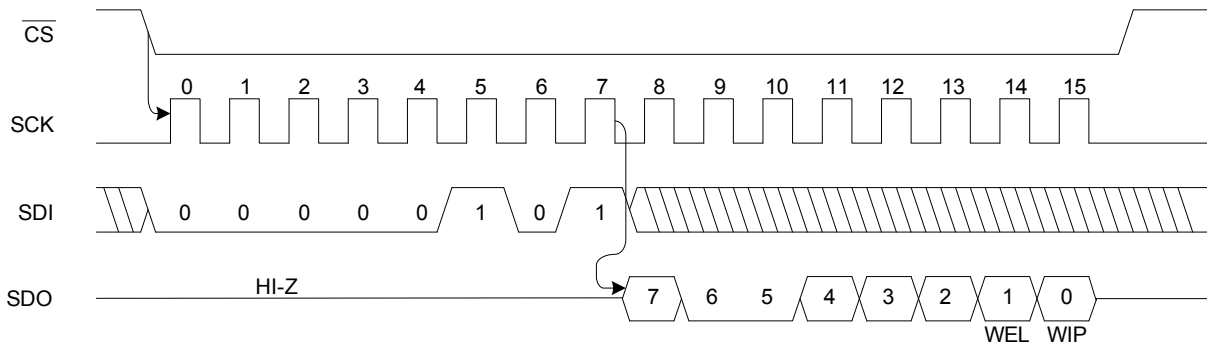 CS
0 1 2 3 4 5 6 7 8 9 10 11 12 13 14 15
SCK
SDI 0 0 0 0 0 1 0 1
HI-Z
SDO 7 6 5 4 3 2 1 0
WEL WIP